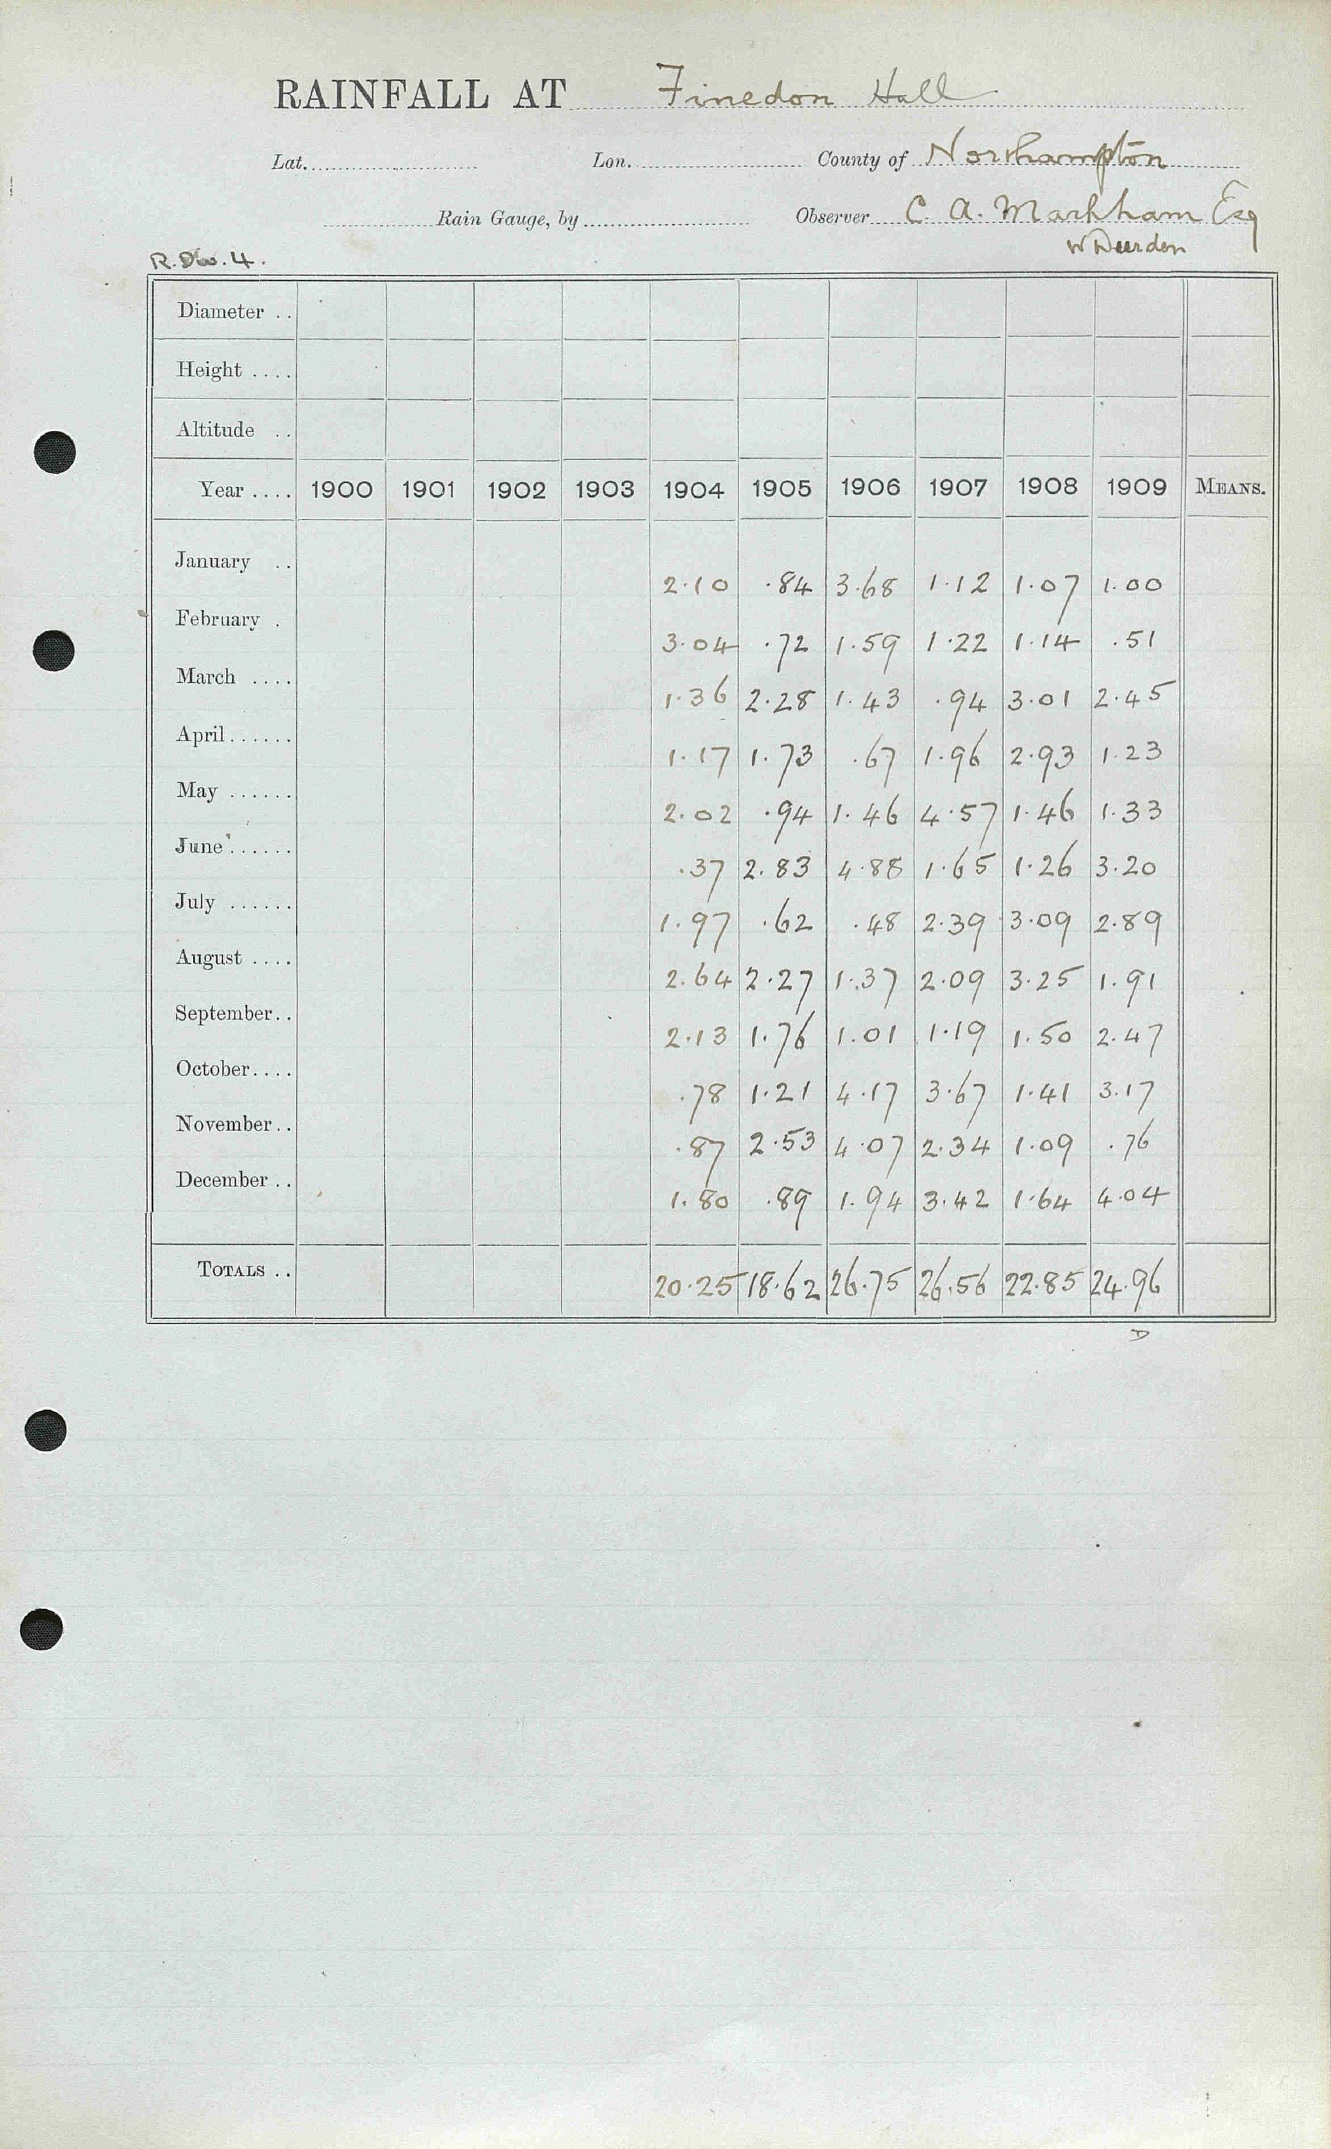 RAINFALL AT Finedon Hall
Lat. Lon. County of Northampton
Rain Gauge, by Observer C. A. Markham Esq
W Deerden
R. 4.
Diameter ..
Height ....
Altitude ..
Year .... 1900 1901 1902 1903 1904 1905 1906 1907 1908 1909 MEANS.
January .. 2.10 .84 3.68 1.12 1.07 1.00
February . 3.04 .72 1.59 1.22 1.14 .51
March .... 1.36 2.28 1.43 .94 3.01 2.45
April...... 1.17 1.73 .67 1.96 2.93 1.23
May ...... 2.02 .94 1.46 4.57 1.46 1.33
June...... .37 2.83 4.88 1.65 1.26 3.20
July ...... 1.97 .62 .48 2.39 3.09 2.89
August .... 2.64 2.27 1.37 2.09 3.25 1.91
September.. 2.13 1.76 1.01 1.19 1.50 2.47
October.... .78 1.21 4.17 3.67 1.41 3.17
November.. .87 2.53 4.07 2.34 1.09 .76
December .. 1.80 .89 1.94 3.42 1.64 4.04
TOTALS .. 20.25 18.62 26.75 26.56 22.85 24.96
D